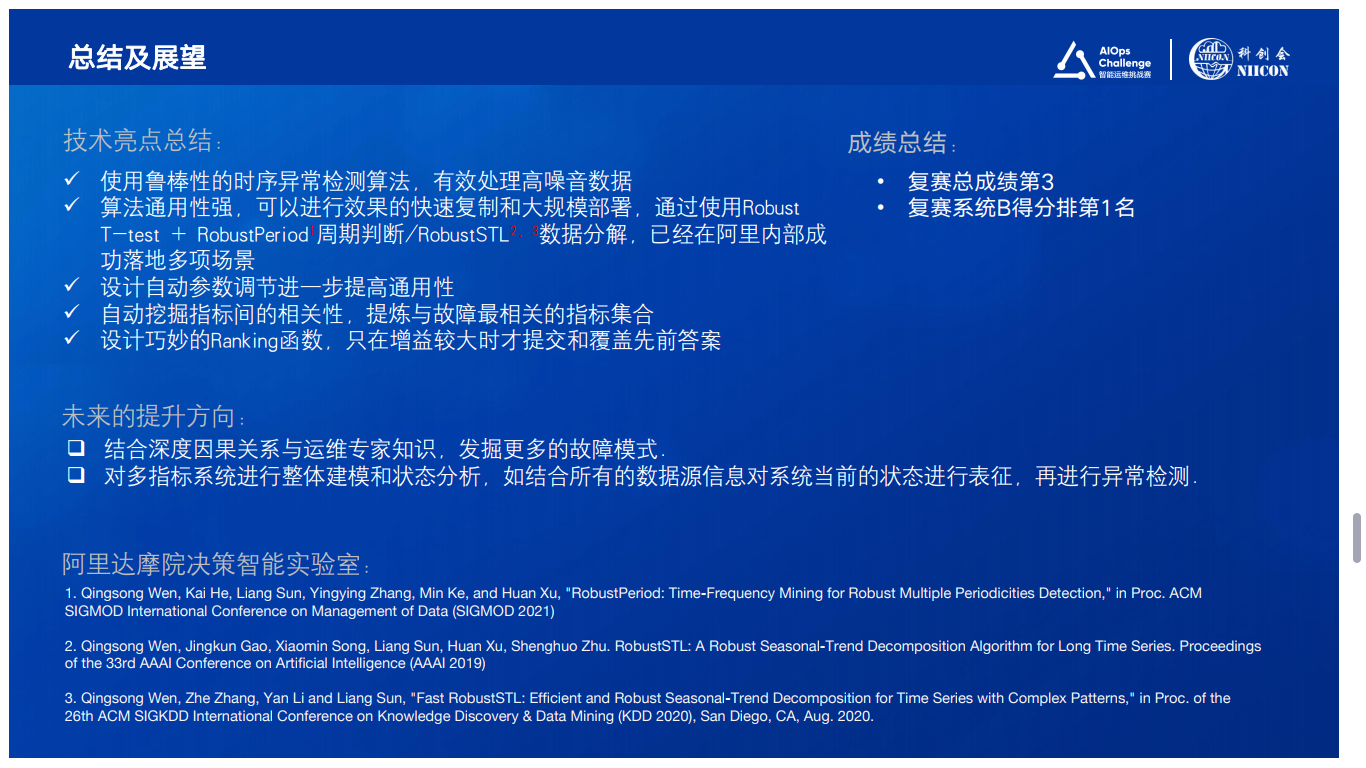 总结及展望
AIOps
Challenge
智能运维挑战赛
NIICON
科创会
NIICON
技术亮点总结：
使用鲁棒性的时序异常检测算法，有效处理高噪音数据
算法通用性强，可以进行效果的快速复制和大规模部署，通过使用Robust
T-test + RobustPeriod1周期判断/RobustSTL2, 3数据分解，已经在阿里内部成
功落地多项场景
设计自动参数调节进一步提高通用性
自动挖掘指标间的相关性，提炼与故障最相关的指标集合
设计巧妙的Ranking函数，只在增益较大时才提交和覆盖先前答案
成绩总结：
• 复赛总成绩第3
• 复赛系统B得分排第1名
未来的提升方向：
结合深度因果关系与运维专家知识，发掘更多的故障模式.
对多指标系统进行整体建模和状态分析，如结合所有的数据源信息对系统当前的状态进行表征，再进行异常检测.
阿里达摩院决策智能实验室：
1. Qingsong Wen, Kai He, Liang Sun, Yingying Zhang, Min Ke, and Huan Xu, "RobustPeriod: Time-Frequency Mining for Robust Multiple Periodicities Detection," in Proc. ACM
SIGMOD International Conference on Management of Data (SIGMOD 2021)
2. Qingsong Wen, Jingkun Gao, Xiaomin Song, Liang Sun, Huan Xu, Shenghuo Zhu. RobustSTL: A Robust Seasonal-Trend Decomposition Algorithm for Long Time Series. Proceedings
of the 33rd AAAI Conference on Artificial Intelligence (AAAI 2019)
3. Qingsong Wen, Zhe Zhang, Yan Li and Liang Sun, "Fast RobustSTL: Efficient and Robust Seasonal-Trend Decomposition for Time Series with Complex Patterns," in Proc. of the
26th ACM SIGKDD International Conference on Knowledge Discovery & Data Mining (KDD 2020), San Diego, CA, Aug. 2020.